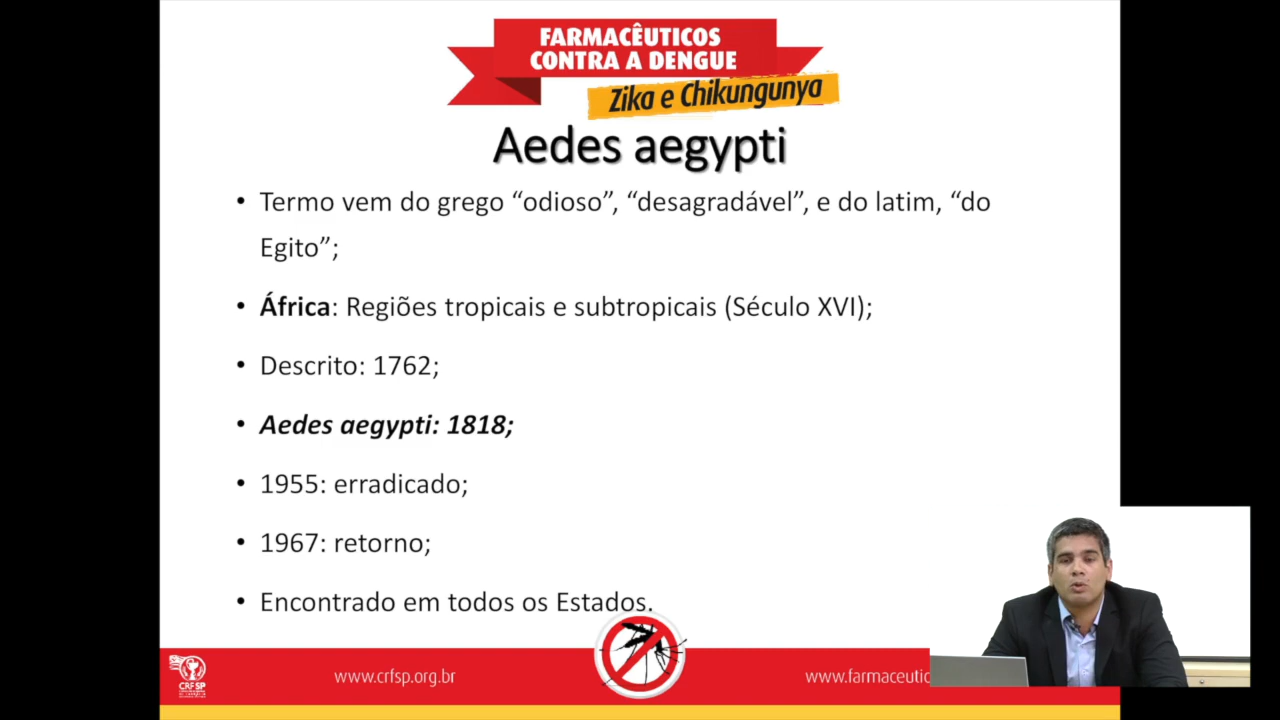 FARMACÊUTICOS
CONTRA A DENGUE
Zika e Chikungunya
Aedes aegypti
• Termo vem do grego “odioso”, “desagradável”, e do latim, “do
Egito”;
• África: Regiões tropicais e subtropicais (Século XVI);
• Descrito: 1762;
• Aedes aegypti: 1818;
• 1955: erradicado;
• 1967: retorno;
• Encontrado em todos os Estados.
CRF SP
www.crfsp.org.br
www.farmaceutic